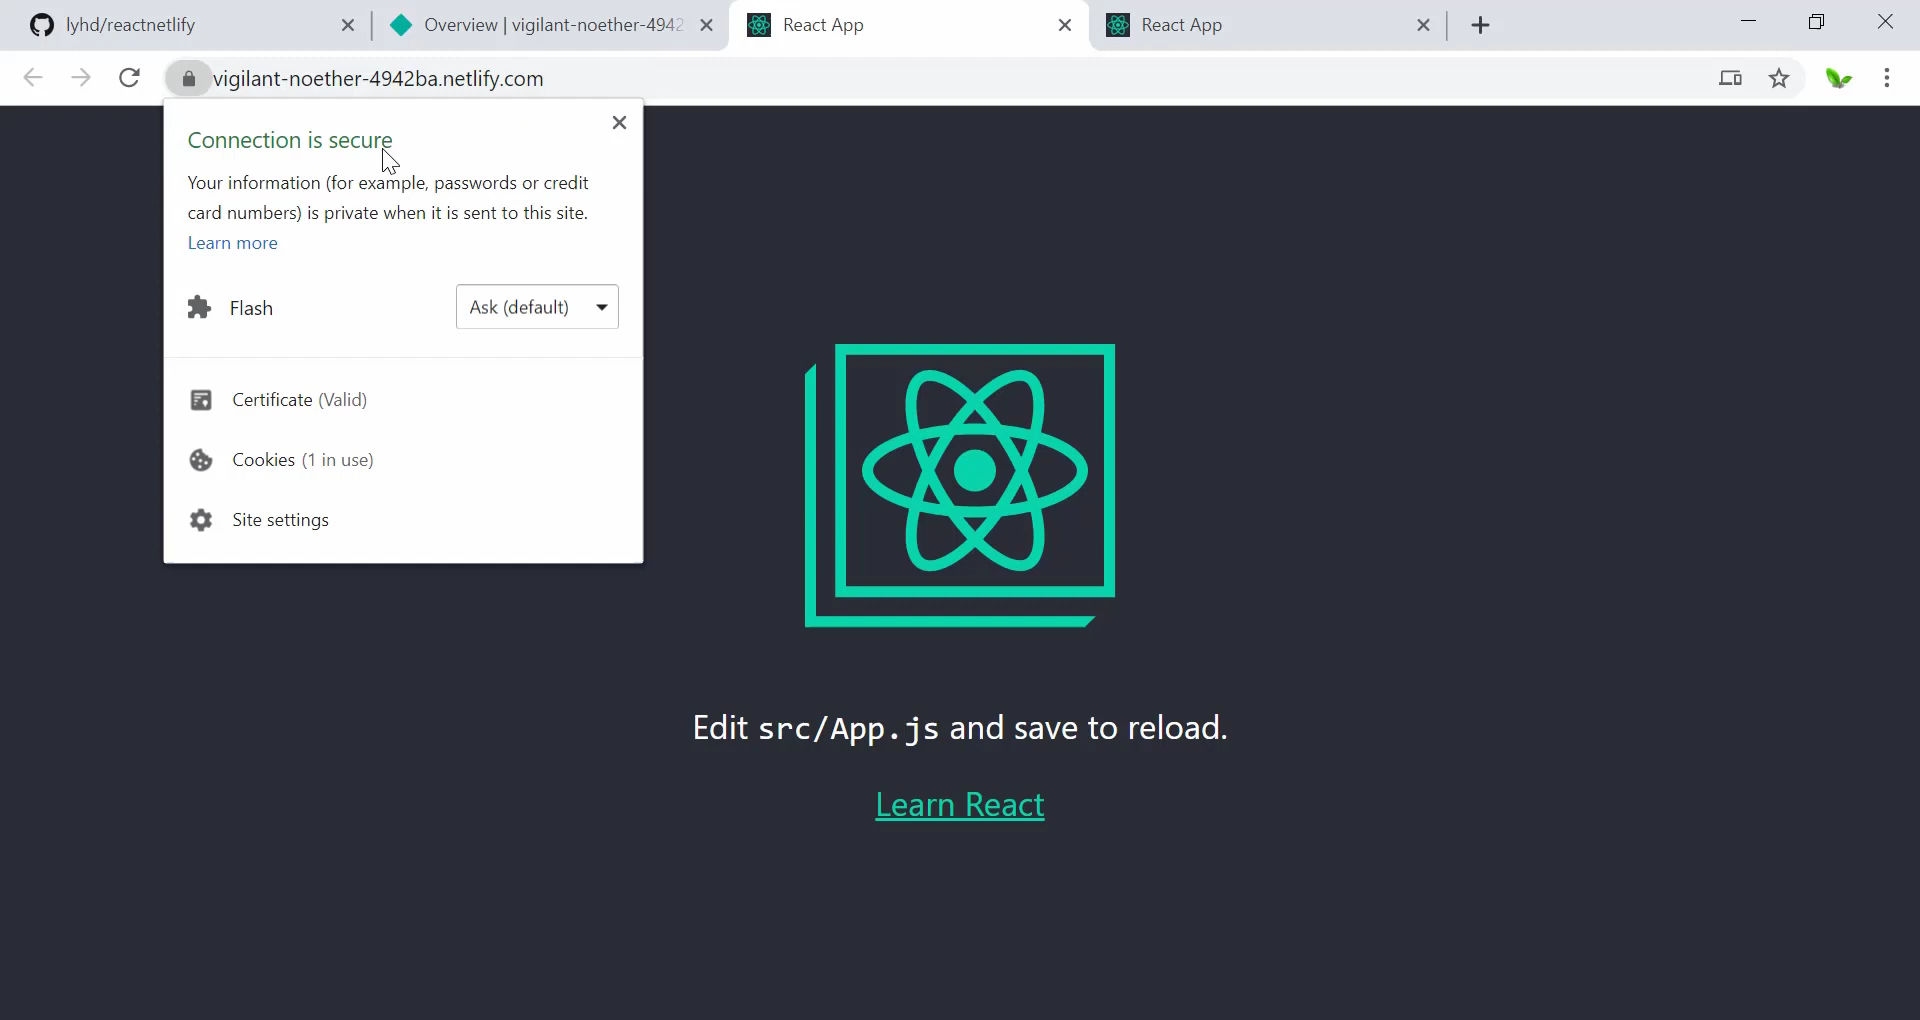 lyhd/reactnetlify
Overview | vigilant-noether-4942
React App
React App
vigilant-noether-4942ba.netlify.com
Connection is secure
Your information (for example, passwords or credit
card numbers) is private when it is sent to this site.
Learn more
Flash
Ask (default)
Certificate (Valid)
Cookies (1 in use)
Site settings
Edit src/App.js and save to reload.
Learn React